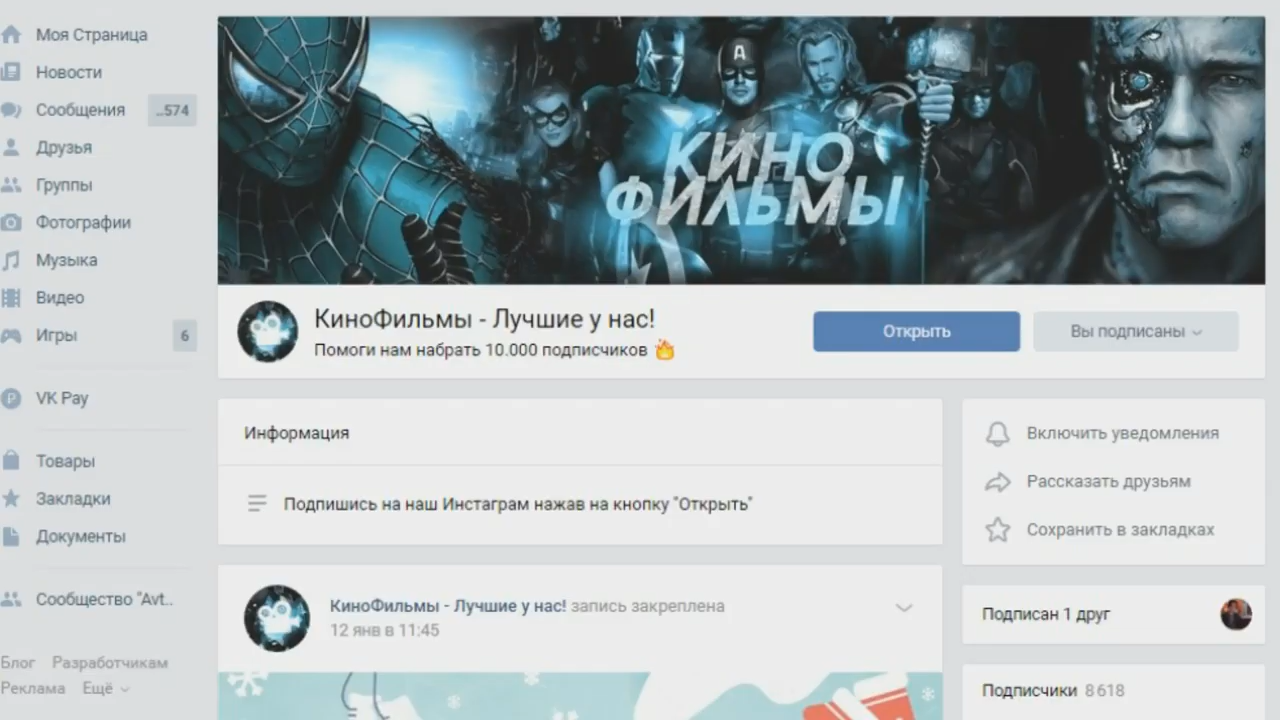 Моя Страница
Новости
Сообщения
..574
Друзья
Группы
Фотографии
Музыка
Видео
Игры
6
VK Pay
Товары
Закладки
Документы
Сообщество "Avt..
Блог Разработчикам
Реклама Ещё
A
КИНО
ФИЛЬМЫ
КиноФильмы - Лучшие у нас!
Помоги нам набрать 10.000 подписчиков
Открыть
Вы подписаны
Информация
Подпишись на наш Инстаграм нажав на кнопку "Открыть"
КиноФильмы - Лучшие у нас! запись закреплена
12 янв в 11:45
Включить уведомления
Рассказать друзьям
Сохранить в закладках
Подписан 1 друг
Подписчики 8 618